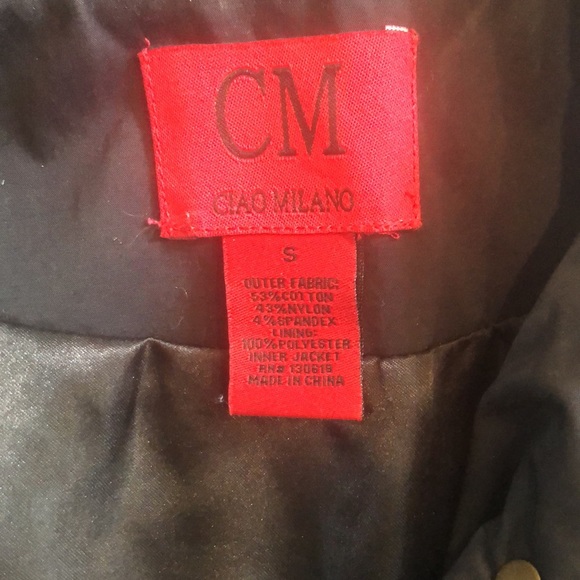 CM
CIAO MILANO
S
OUTER FABRIC:
53%COTTON
43%NYLON
4%SPANDEX
LINING:
100%POLYESTER
INNER JACKET
RN# 130616
MADE IN CHINA